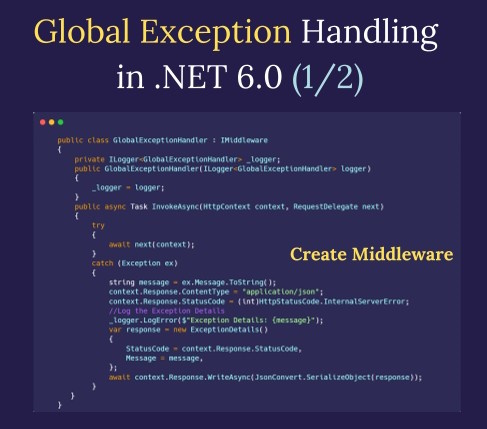 Global Exception Handling
in .NET 6.0 (1/2)
public class GlobalExceptionHandler : IMiddleware
{
private ILogger<GlobalExceptionHandler> _logger;
public GlobalExceptionHandler(ILogger<GlobalExceptionHandler> logger)
{
_logger = logger;
}
public async Task InvokeAsync(HttpContext context, RequestDelegate next)
{
try
{
await next(context);
}
Create Middleware
catch (Exception ex)
{
string message = ex.Message.ToString();
context.Response.ContentType = "application/json";
context.Response.StatusCode = (int)HttpStatusCode.InternalServerError;
//Log the Exception Details
_logger.LogError($"Exception Details: {message}");
var response = new ExceptionDetails()
{
StatusCode = context.Response.StatusCode,
Message = message,
};
await context.Response.WriteAsync(JsonConvert.SerializeObject(response));
}
}
}